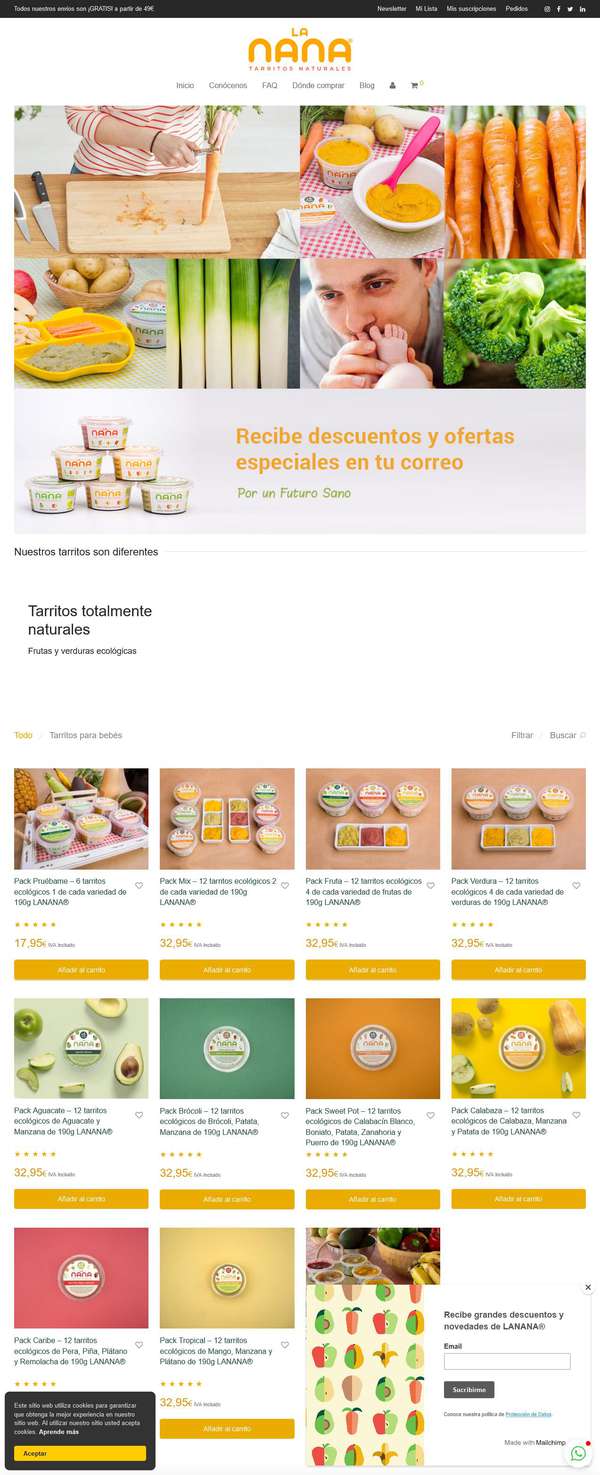 Todos nuestros envíos son ¡GRATIS! a partir de 49€
Newsletter Mi Lista Mis suscripciones Pedidos
LA
NANA®
TARRITOS NATURALES
Inicio Conócenos FAQ Dónde comprar Blog 0
NANA
NANA NANA
NANA NANA NANA
Recibe descuentos y ofertas
especiales en tu correo
Por un Futuro Sano
Nuestros tarritos son diferentes
Tarritos totalmente
naturales
Frutas y verduras ecológicas
Todo / Tarritos para bebés
Filtrar / Buscar
Pack Pruébame – 6 tarritos
ecológicos 1 de cada variedad de
190g LANANA®
17,95€ IVA Incluido
Añadir al carrito
Pack Mix – 12 tarritos ecológicos 2
de cada variedad de 190g
LANANA®
32,95€ IVA Incluido
Añadir al carrito
Pack Fruta – 12 tarritos ecológicos
4 de cada variedad de frutas de
190g LANANA®
32,95€ IVA Incluido
Añadir al carrito
Pack Verdura – 12 tarritos
ecológicos 4 de cada variedad de
verduras de 190g LANANA®
32,95€ IVA Incluido
Añadir al carrito
Pack Aguacate – 12 tarritos
ecológicos de Aguacate y
Manzana de 190g LANANA®
32,95€ IVA Incluido
Añadir al carrito
Pack Brócoli – 12 tarritos
ecológicos de Brócoli, Patata,
Manzana de 190g LANANA®
32,95€ IVA Incluido
Añadir al carrito
Pack Sweet Pot – 12 tarritos
ecológicos de Calabacín Blanco,
Boniato, Patata, Zanahoria y
Puerro de 190g LANANA®
32,95€ IVA Incluido
Añadir al carrito
Pack Calabaza – 12 tarritos
ecológicos de Calabaza, Manzana
y Patata de 190g LANANA®
32,95€ IVA Incluido
Añadir al carrito
Pack Caribe – 12 tarritos
ecológicos de Pera, Piña, Plátano
y Remolacha de 190g LANANA®
Pack Tropical – 12 tarritos
ecológicos de Mango, Manzana y
Plátano de 190g LANANA®
32,95€ IVA Incluido
Añadir al carrito
Recibe grandes descuentos y
novedades de LANANA®
Email
Sucribirme
Conoce nuestra política de Protección de Datos.
Made with Mailchimp
Este sitio web utiliza cookies para garantizar
que obtenga la mejor experiencia en nuestro
sitio web. Al utilizar nuestro sitio usted acepta
cookies. Aprende más
Aceptar